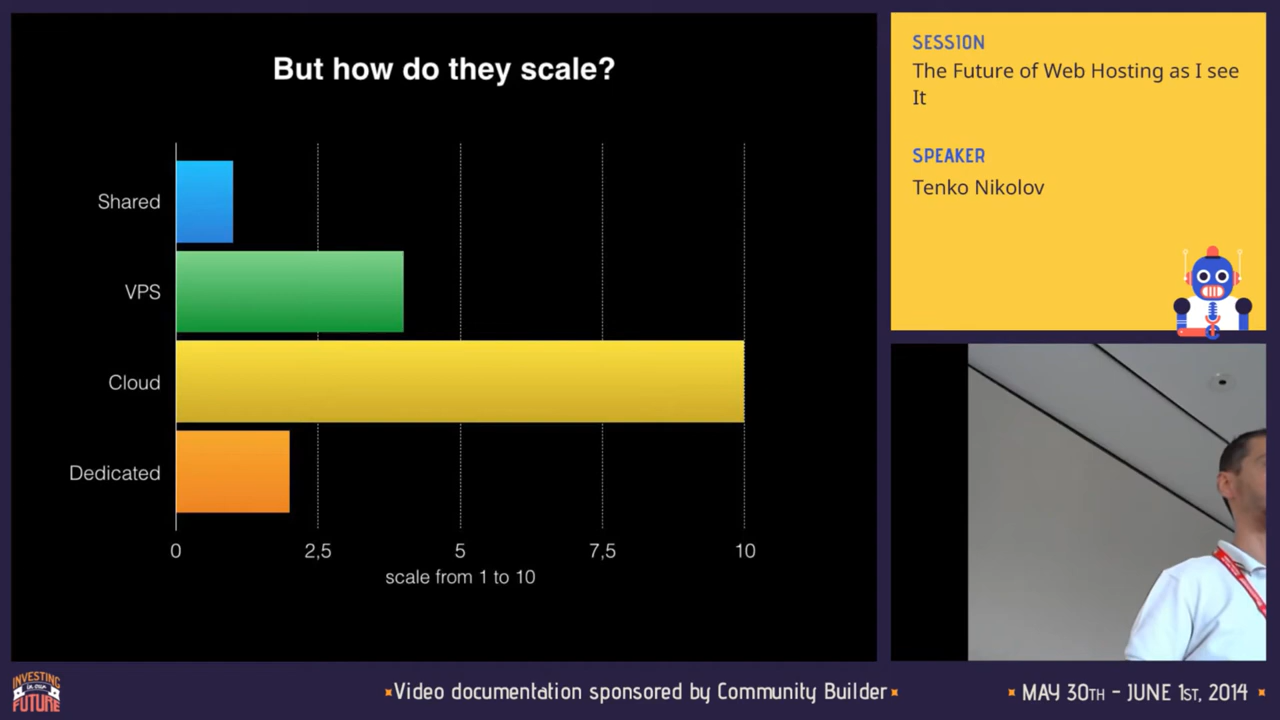 But how do they scale?
Shared
VPS
Cloud
Dedicated
0 2,5 5 7,5 10
scale from 1 to 10
SESSION
The Future of Web Hosting as I see
It
SPEAKER
Tenko Nikolov
INVESTING
IN OUR
FUTURE
Video documentation sponsored by Community Builder
MAY 30TH - JUNE 1ST, 2014